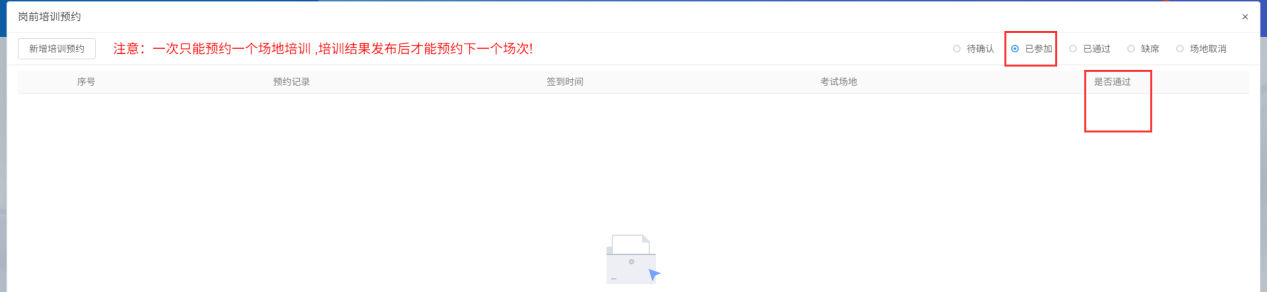 岗前培训预约 ×
新增培训预约 注意：一次只能预约一个场地培训 ,培训结果发布后才能预约下一个场次! 待确认 已参加 已通过 缺席 场地取消
序号 预约记录 签到时间 考试场地 是否通过